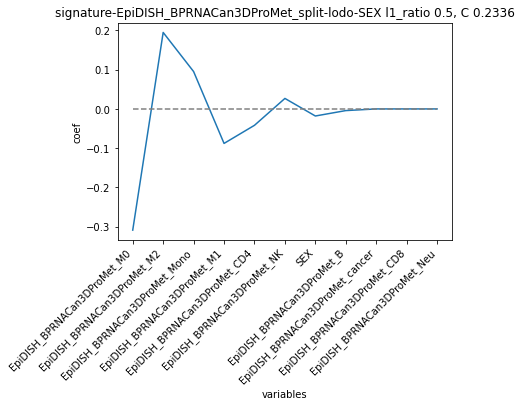 signature-EpiDISH_BPRNACan3DProMet_split-lodo-SEX l1_ratio 0.5, C 0.2336
0.2
0.1
0.0
−0.1
−0.2
−0.3
coef
EpiDISH_BPRNACan3DProMet_M0
EpiDISH_BPRNACan3DProMet_M2
EpiDISH_BPRNACan3DProMet_Mono
EpiDISH_BPRNACan3DProMet_M1
EpiDISH_BPRNACan3DProMet_CD4
EpiDISH_BPRNACan3DProMet_NK
SEX
EpiDISH_BPRNACan3DProMet_B
EpiDISH_BPRNACan3DProMet_cancer
EpiDISH_BPRNACan3DProMet_CD8
EpiDISH_BPRNACan3DProMet_Neu
variables